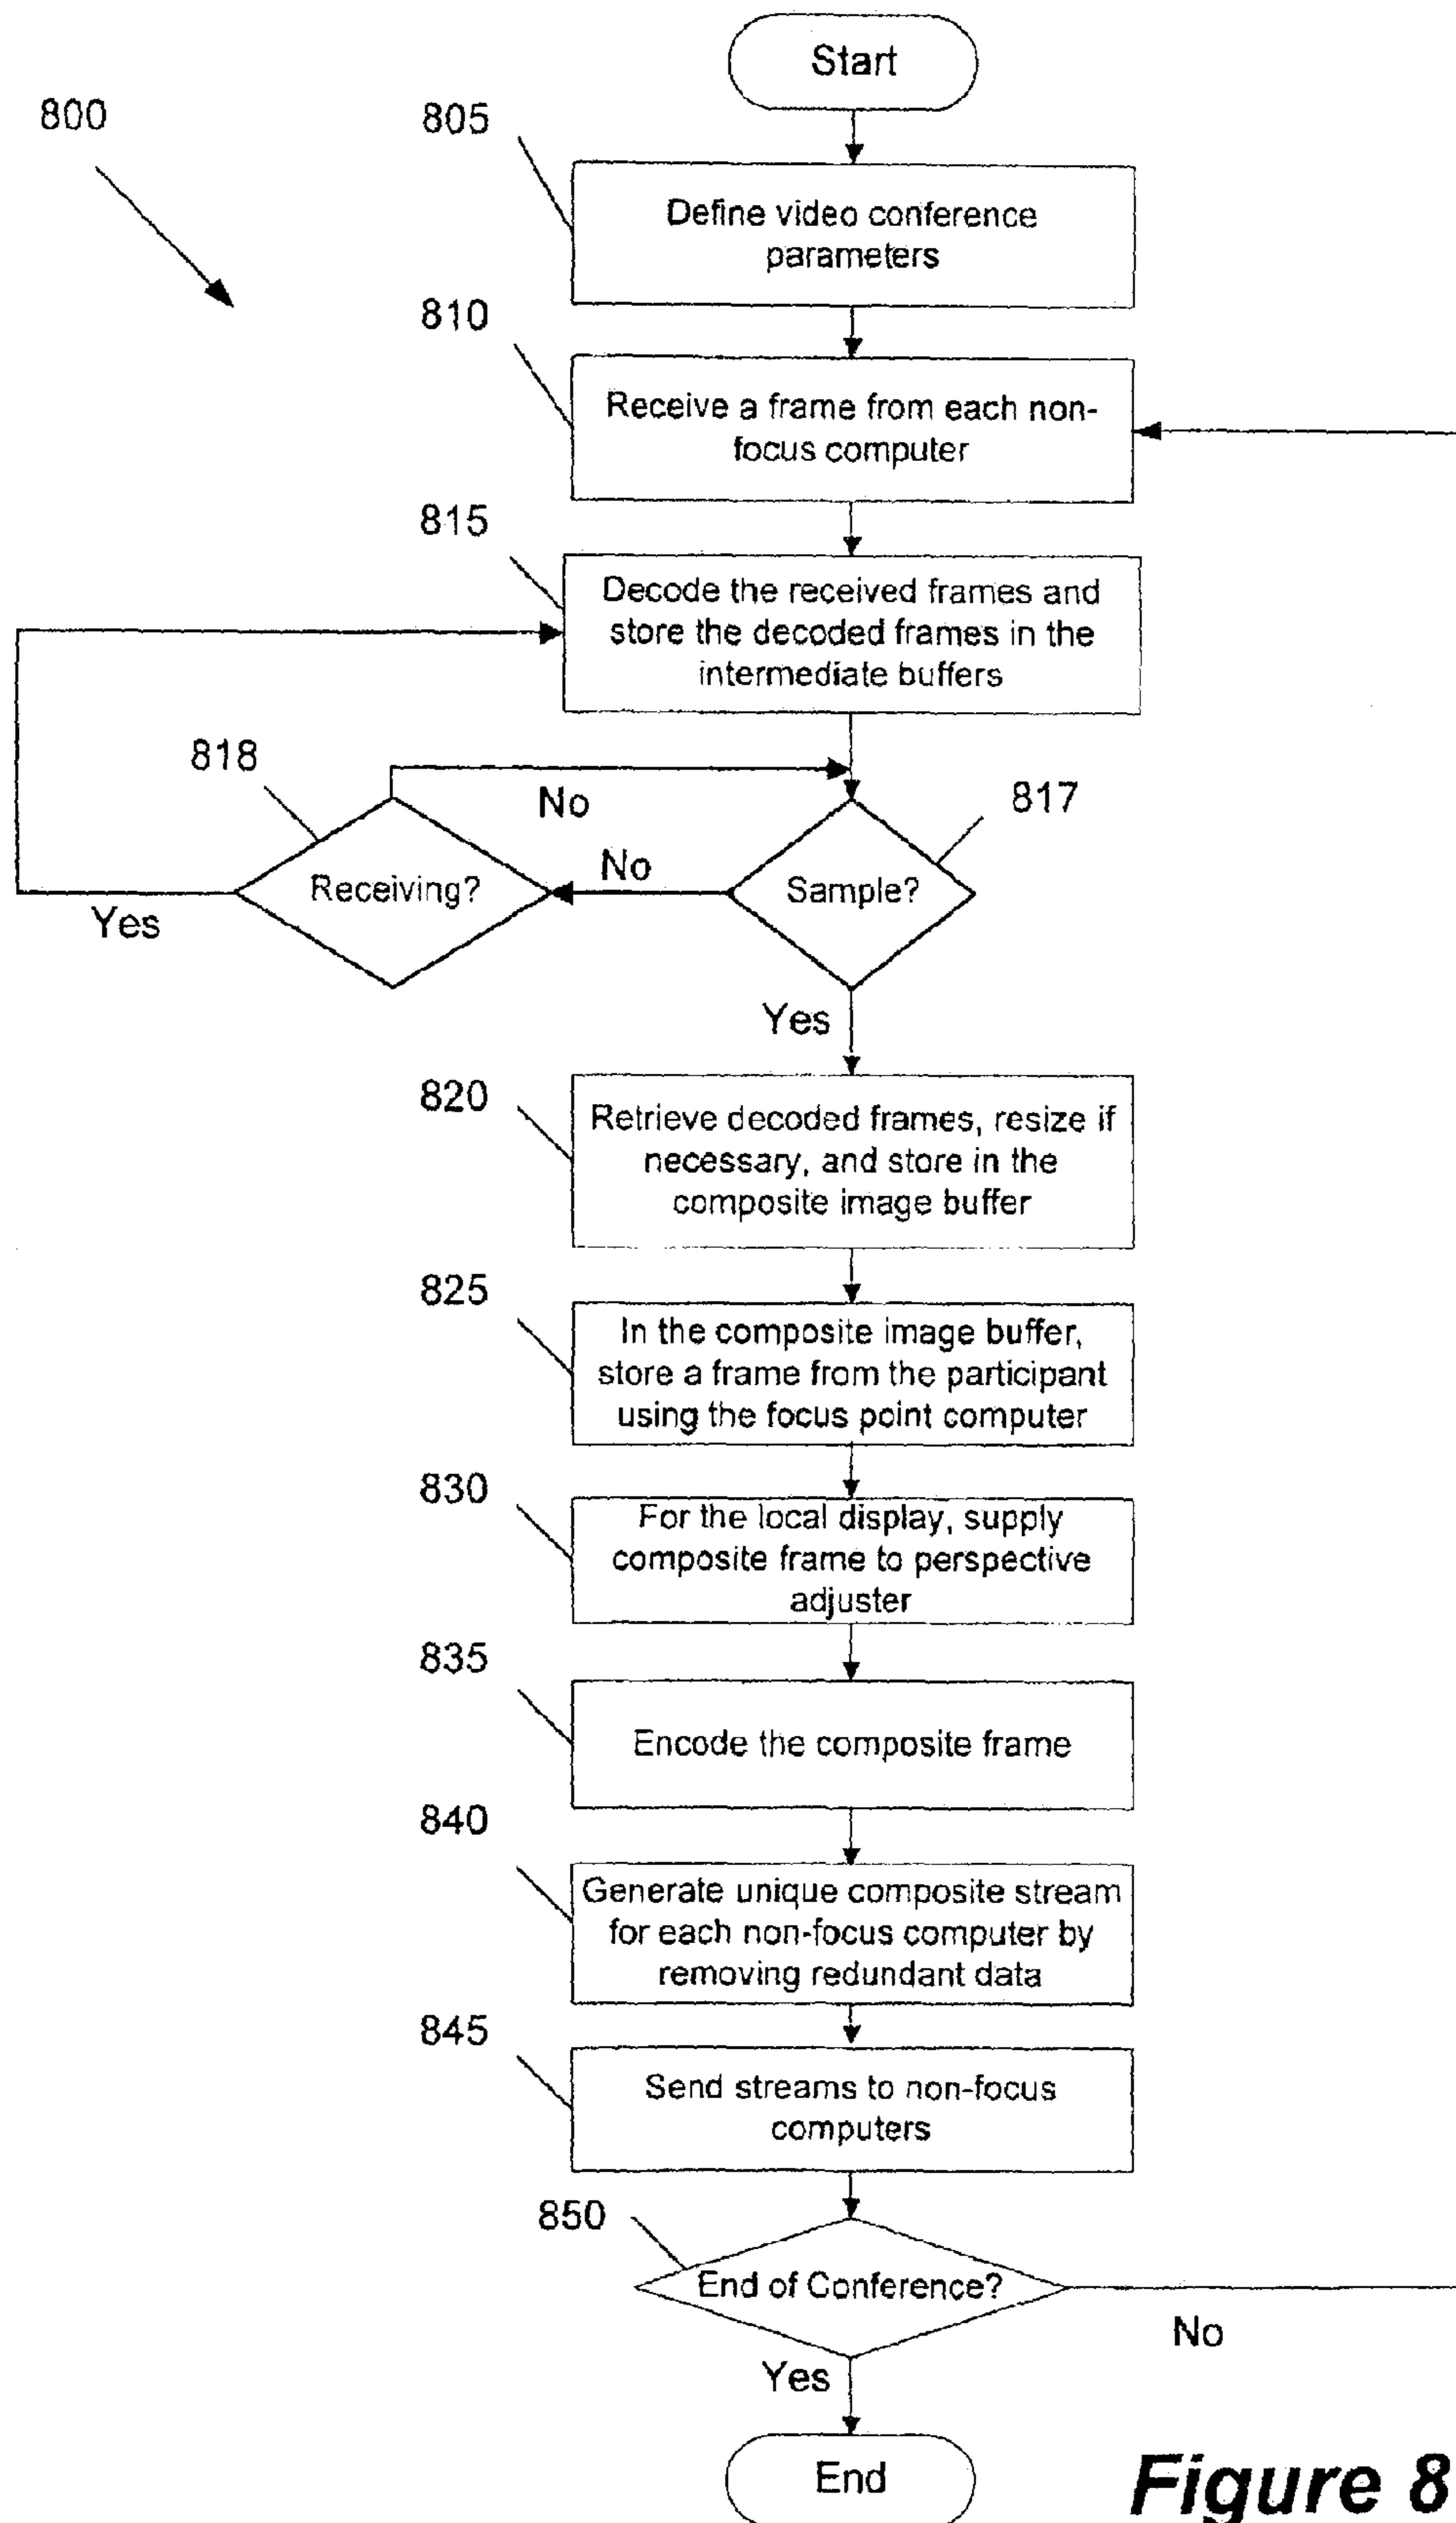 Start
800
805
Define video conference
parameters
810
Receive a frame from each non-
focus computer
815
Decode the received frames and
store the decoded frames in the
intermediate buffers
818
No
817
Receiving?
No
Sample?
Yes
Yes
820
Retrieve decoded frames, resize if
necessary, and store in the
composite image buffer
825
In the composite image buffer,
store a frame from the participant
using the focus point computer
830
For the local display, supply
composite frame to perspective
adjuster
835
Encode the composite frame
840
Generate unique composite stream
for each non-focus computer by
removing redundant data
845
Send streams to non-focus
computers
850
End of Conference?
No
Yes
End
Figure 8